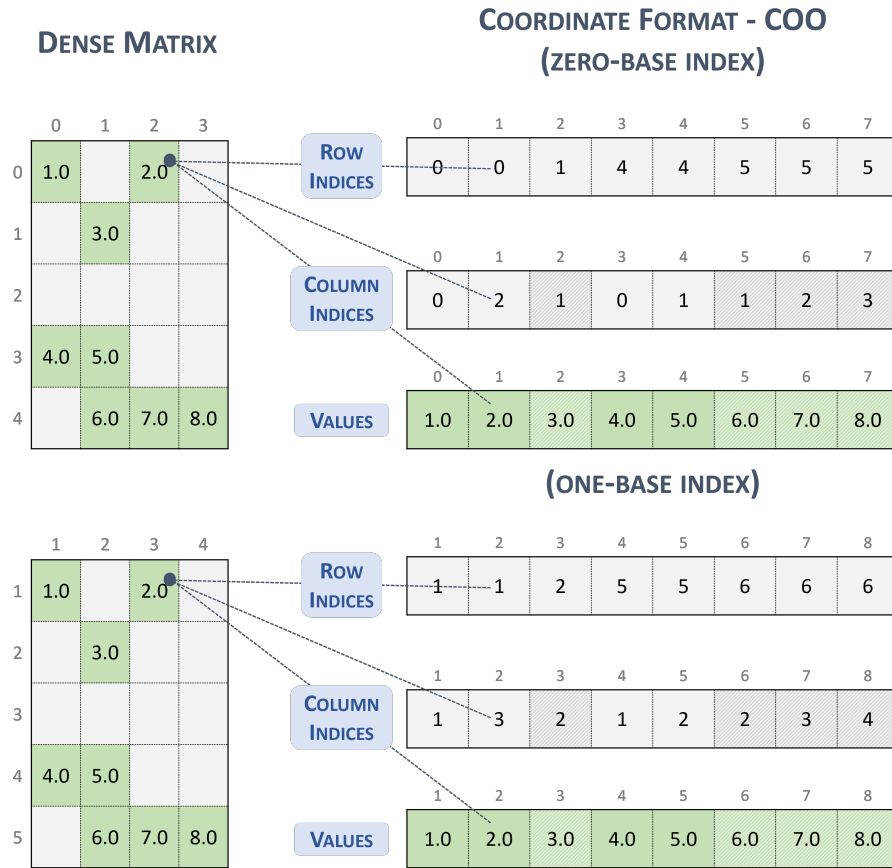 DENSE MATRIX
COORDINATE FORMAT - COO
(ZERO-BASE INDEX)
0 1 2 3
0 1.0 2.0
1 3.0
2
3 4.0 5.0
4 6.0 7.0 8.0
ROW
INDICES
0 1 2 3 4 5 6 7
0 0 1 4 4 5 5 5
COLUMN
INDICES
0 1 2 3 4 5 6 7
0 2 1 0 1 1 2 3
VALUES
0 1 2 3 4 5 6 7
1.0 2.0 3.0 4.0 5.0 6.0 7.0 8.0
(ONE-BASE INDEX)
1 2 3 4
1 1.0 2.0
2 3.0
3
4 4.0 5.0
5 6.0 7.0 8.0
ROW
INDICES
1 2 3 4 5 6 7 8
1 1 2 5 5 6 6 6
COLUMN
INDICES
1 2 3 4 5 6 7 8
1 3 2 1 2 2 3 4
VALUES
1 2 3 4 5 6 7 8
1.0 2.0 3.0 4.0 5.0 6.0 7.0 8.0